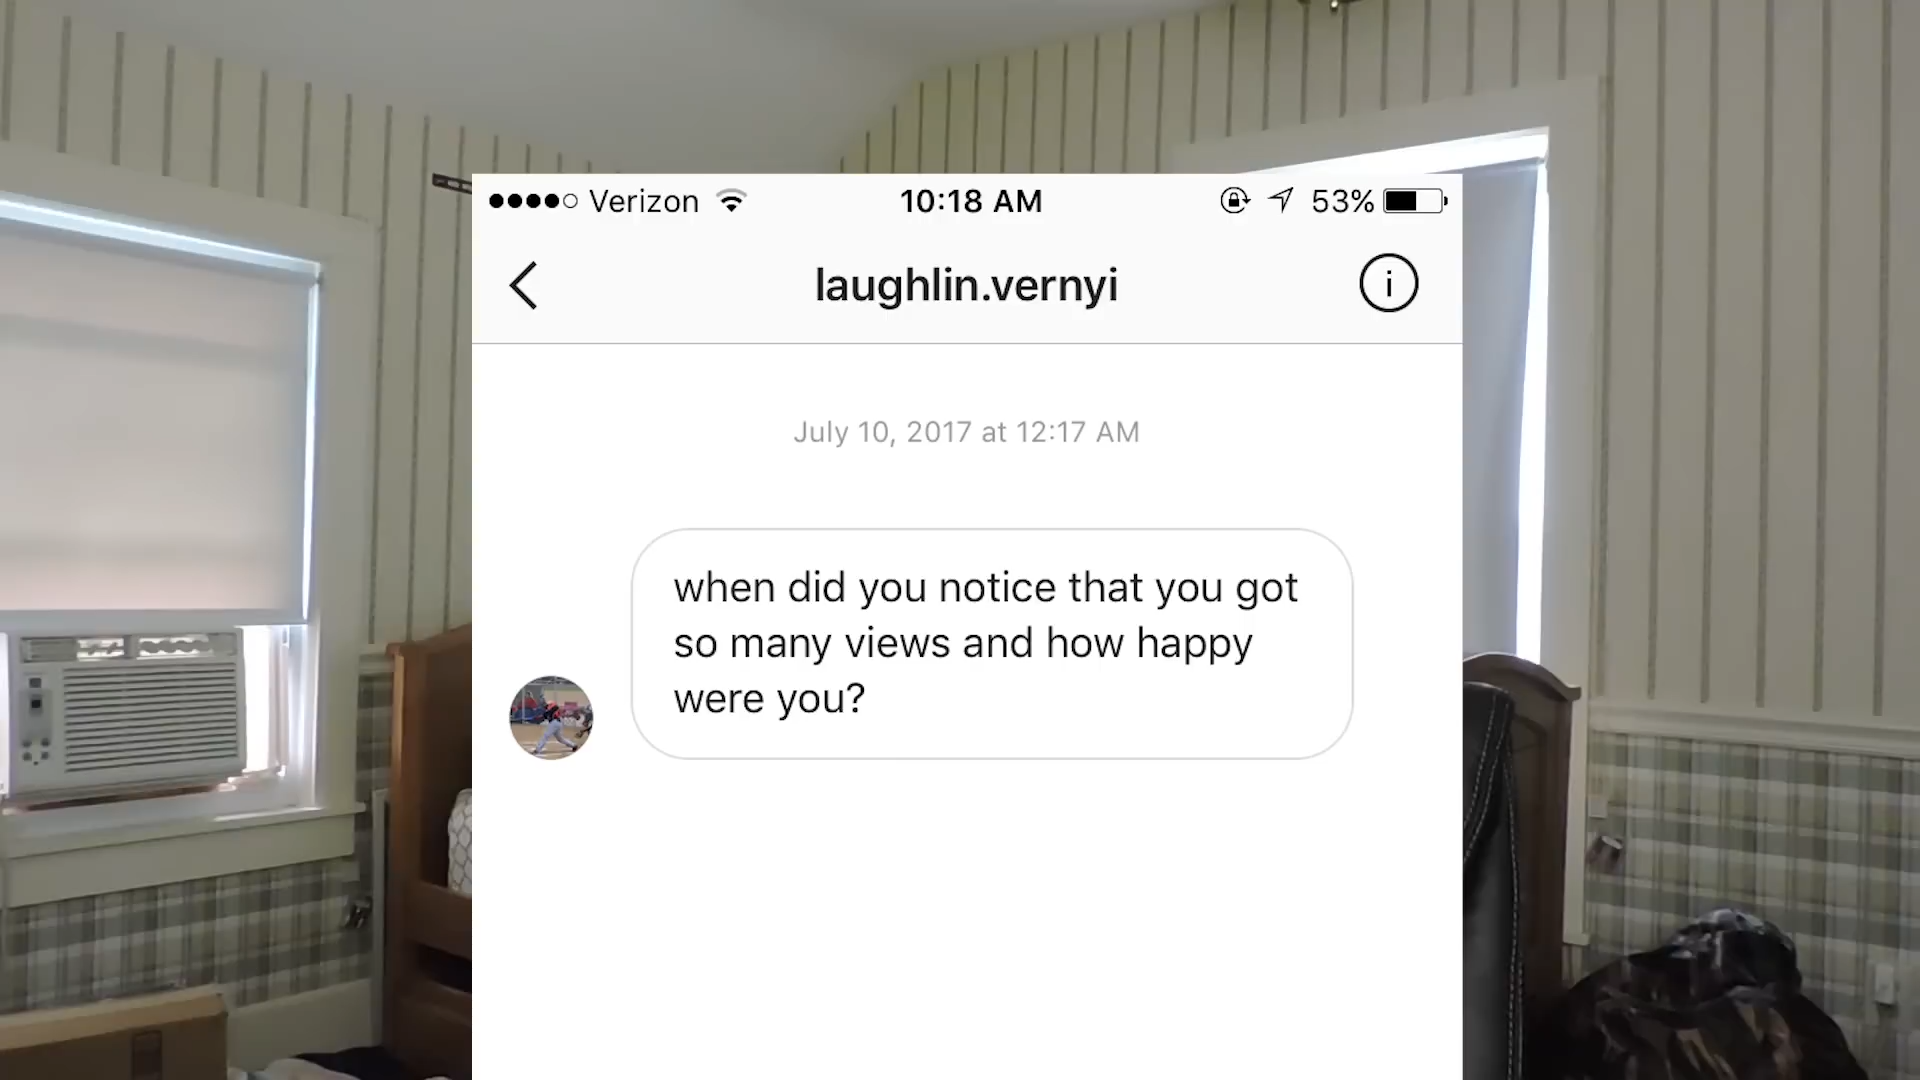 Verizon 10:18 AM 53%
laughlin.vernyi
July 10, 2017 at 12:17 AM
when did you notice that you got
so many views and how happy
were you?